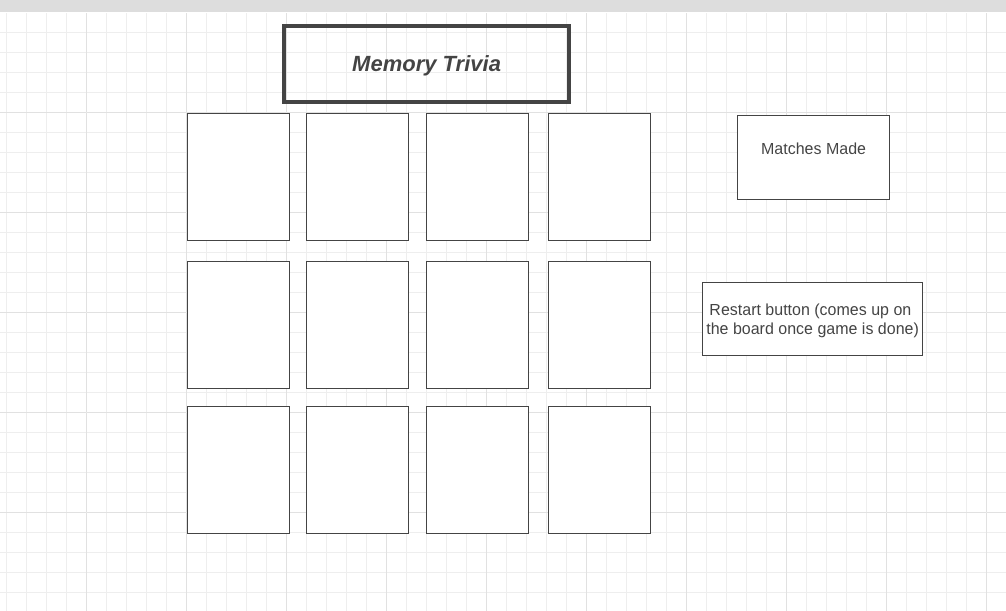 Memory Trivia
Matches Made
Restart button (comes up on
the board once game is done)